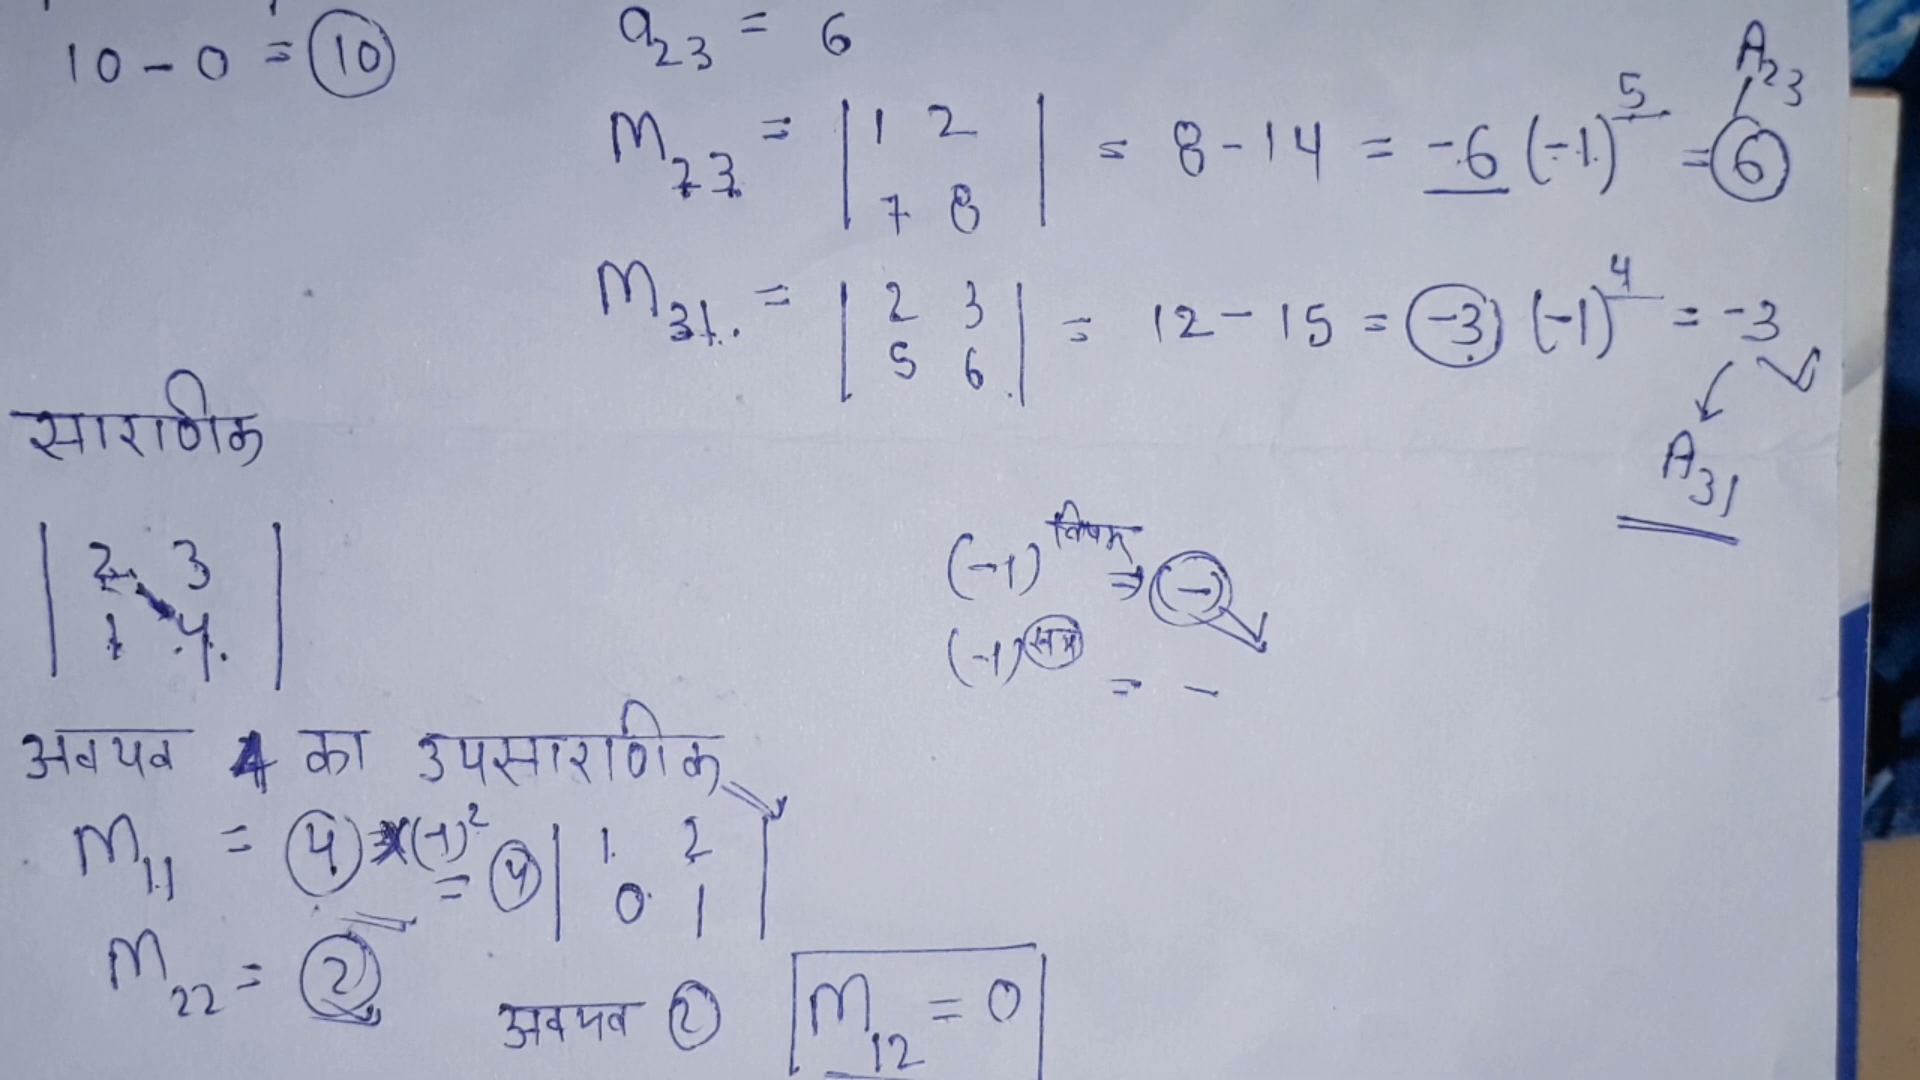 10 - 0 = 10
a23 = 6
A23
M23 = | 1 2 | = 8 - 14 = -6 (-1)^5 = 6
| 7 8 |
M31 = | 2 3 | = 12 - 15 = -3 (-1)^4 = -3
| 5 6 |
A31
सारणिक
| 2 3 |
| 1 4 |
(-1)^विषम ⇒ (-)
(-1)^सम = -
अवयव 4 का उपसारणिक
M11 = 4 × (-1)^2 = 4 | 1 2 |
| 0 1 |
M22 = 2
अवयव 2 M12 = 0